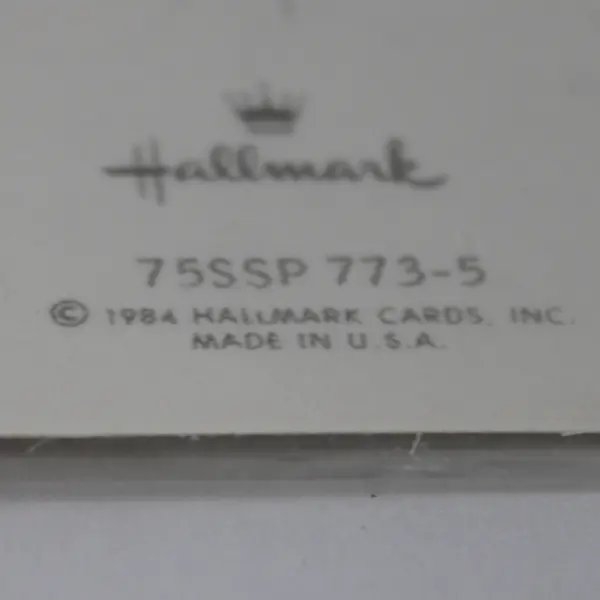 Hallmark
75SSP 773-5
© 1984 HALLMARK CARDS, INC.
MADE IN U.S.A.